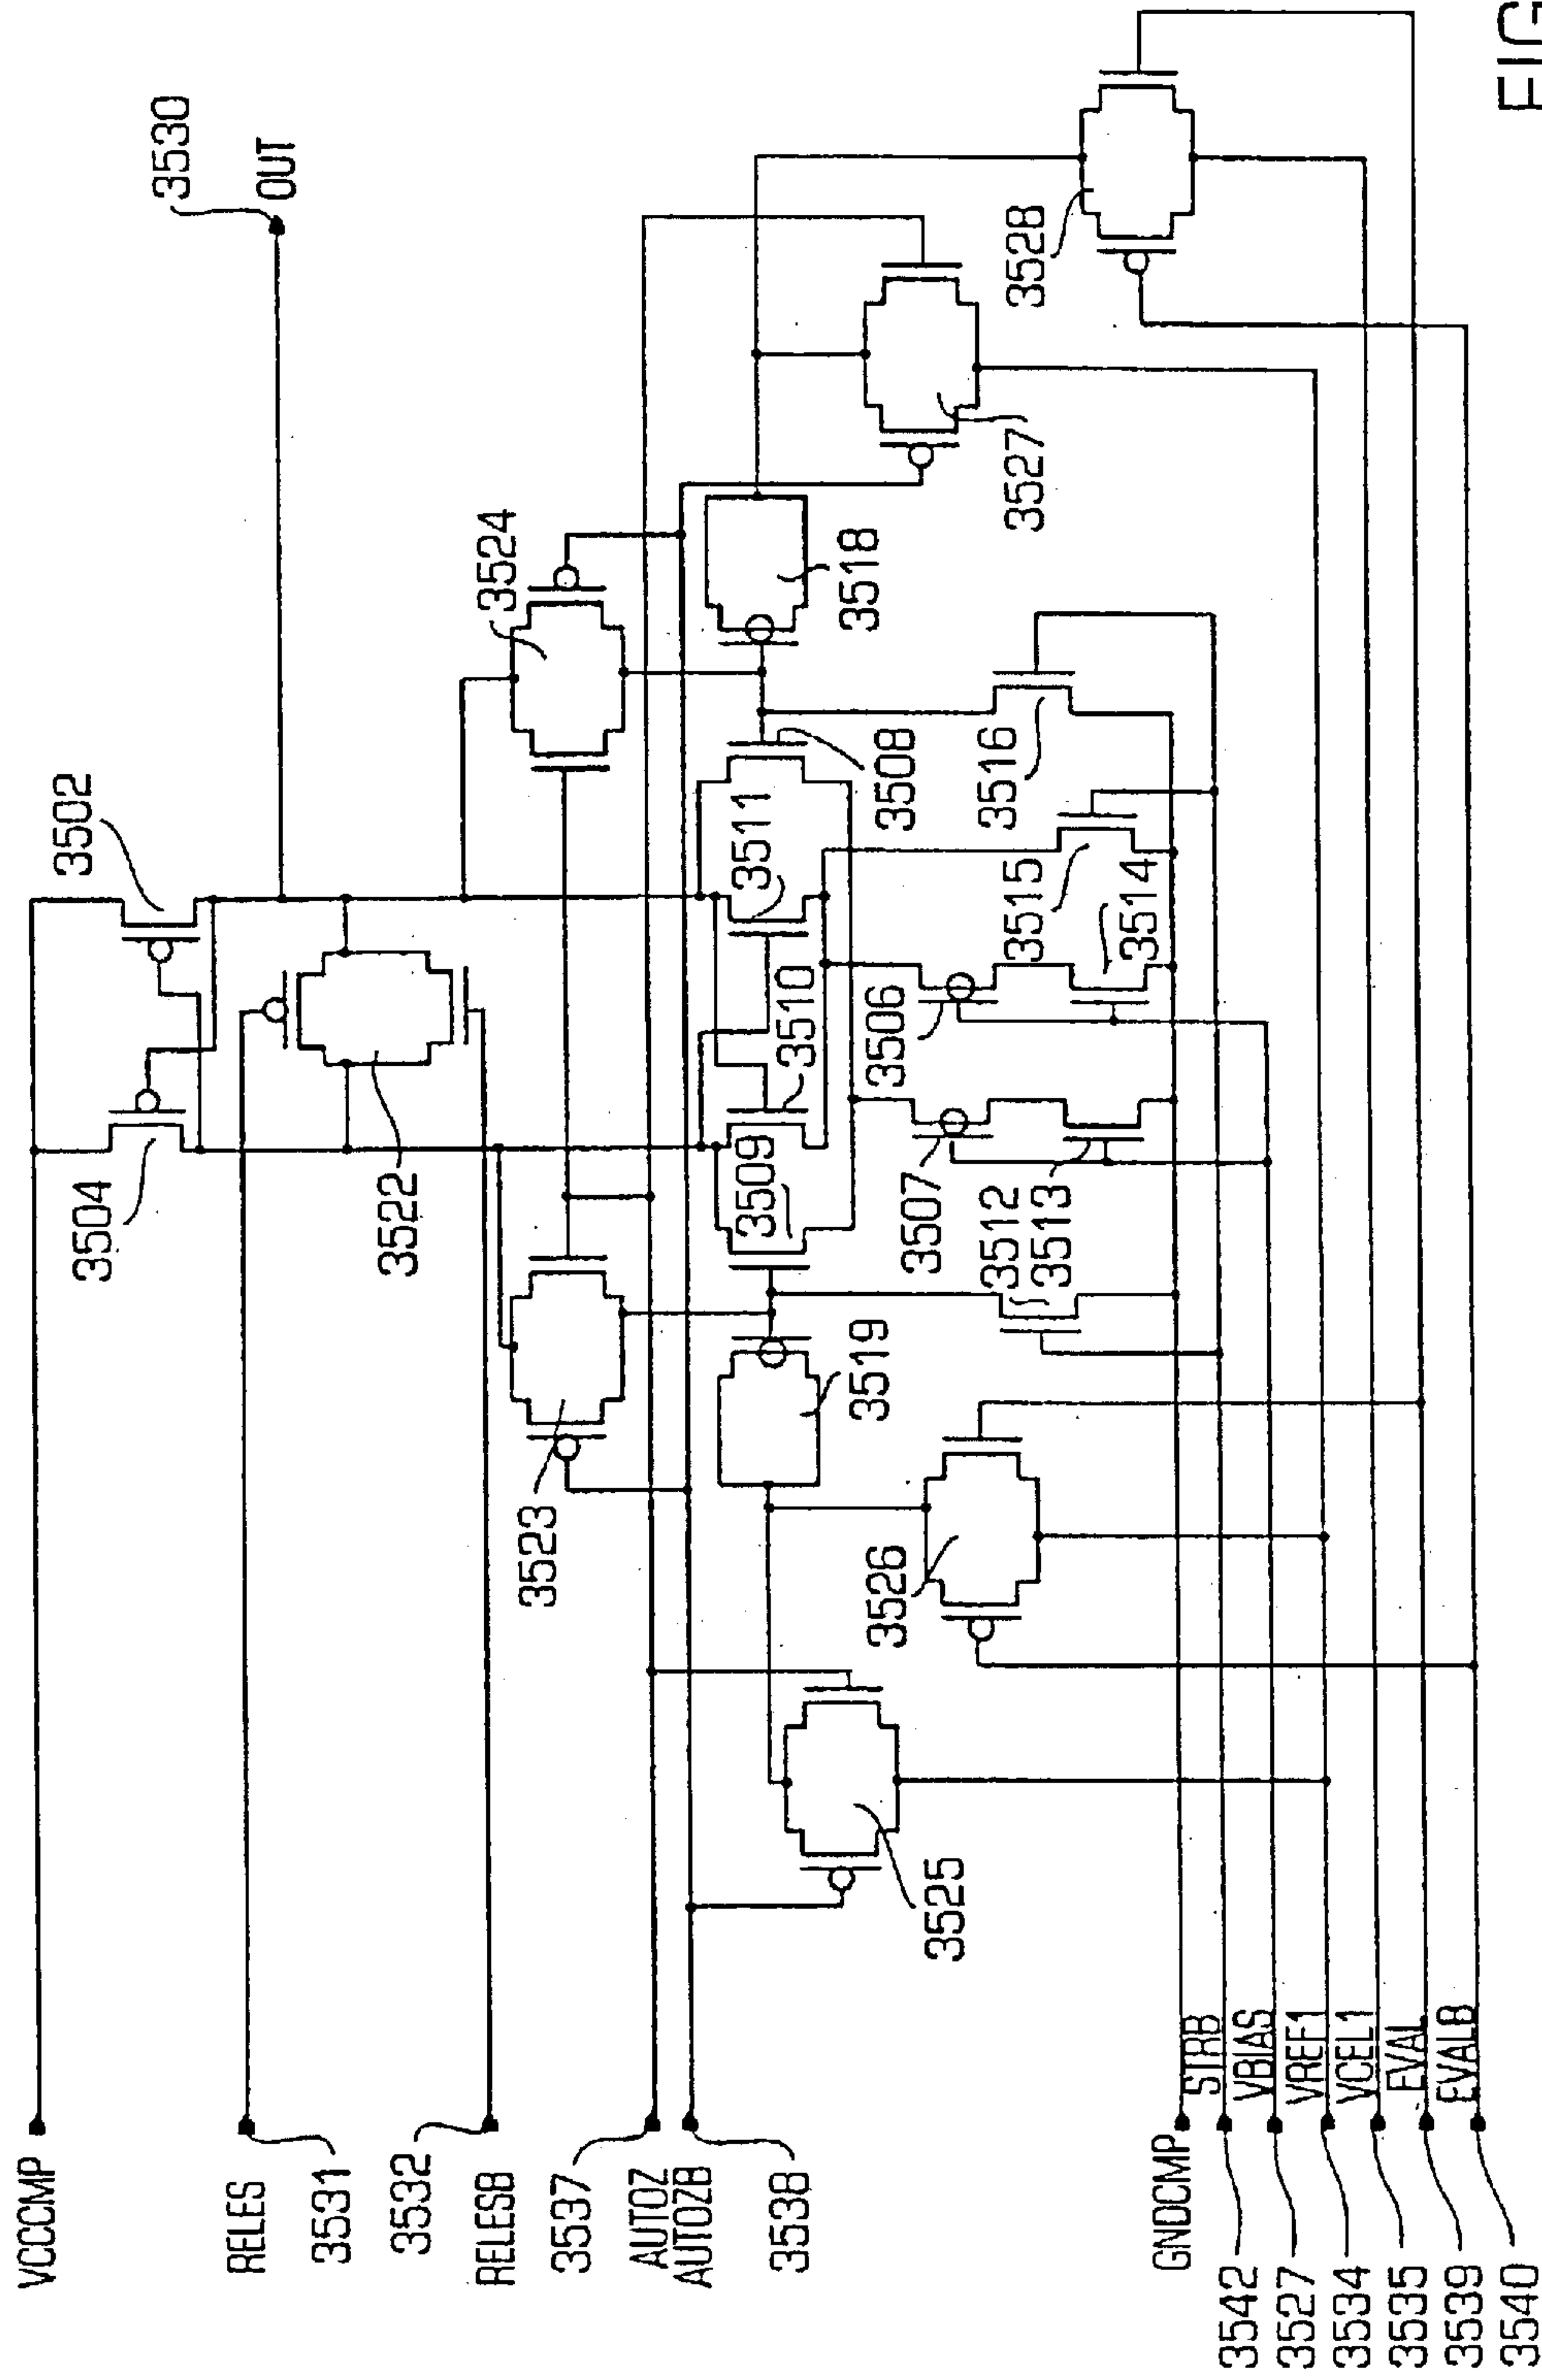 FIG
3530
OUT
3502
3504
3522
3524
3523
3528
3527
3518
3508
3511
3510
3509
3516
3515
3514
3506
3507
3512
3513
3519
3526
3525
VCCCMP
RELES
3531
3532
RELESB
3537
AUTOZ
AUTOZB
3538
GNDCMP
STRB
VBIAS
VREF1
VCEL1
EVAL
EVALB
3542
3527
3534
3535
3539
3540